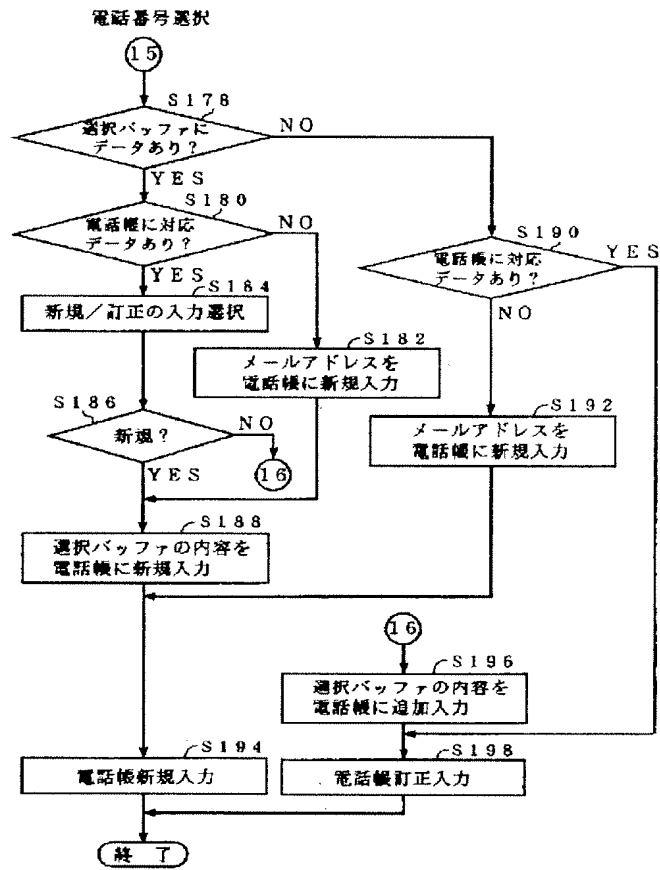 電話番号選択
15
S178
選択バッファに
データあり?
NO
YES
S180
電話帳に対応
データあり?
NO
YES
S190
電話帳に対応
データあり?
YES
NO
S184
新規/訂正の入力選択
S182
メールアドレスを
電話帳に新規入力
S186
新規?
NO
16
YES
S192
メールアドレスを
電話帳に新規入力
S188
選択バッファの内容を
電話帳に新規入力
16
S196
選択バッファの内容を
電話帳に追加入力
S194
電話帳新規入力
S198
電話帳訂正入力
終 了